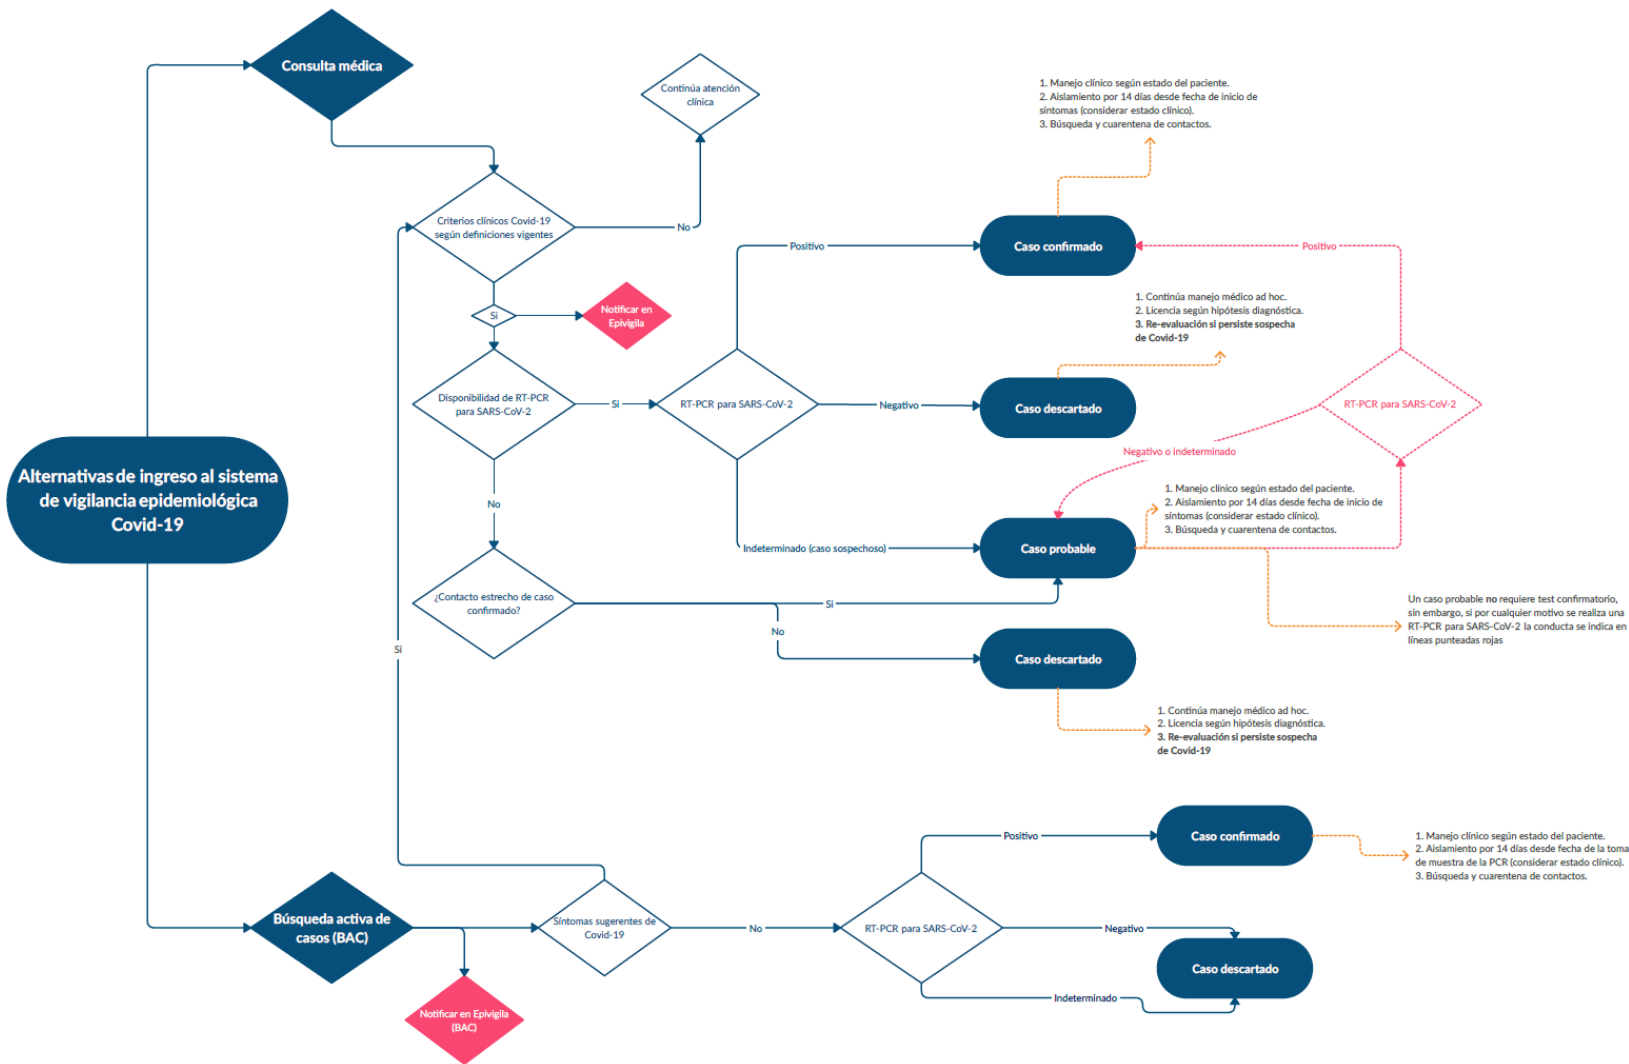 Consulta médica
Continúa atención
clínica
1. Manejo clínico según estado del paciente.
2. Aislamiento por 14 días desde fecha de inicio de
síntomas (considerar estado clínico).
3. Búsqueda y cuarentena de contactos.
Criterios clínicos Covid-19
según definiciones vigentes
No
Positivo
Caso confirmado
Positivo
Si
Notificar en
Epivigila
1. Continúa manejo médico ad hoc.
2. Licencia según hipótesis diagnóstica.
3. Re-evaluación si persiste sospecha
de Covid-19
Disponibilidad de RT-PCR
para SARS-CoV-2
Si
RT-PCR para SARS-CoV-2
Negativo
Caso descartado
RT-PCR para SARS-CoV-2
Negativo o indeterminado
Alternativas de ingreso al sistema
de vigilancia epidemiológica
Covid-19
No
1. Manejo clínico según estado del paciente.
2. Aislamiento por 14 días desde fecha de inicio de
síntomas (considerar estado clínico).
3. Búsqueda y cuarentena de contactos.
Indeterminado (caso sospechoso)
Caso probable
¿Contacto estrecho de caso
confirmado?
Si
No
Un caso probable no requiere test confirmatorio,
sin embargo, si por cualquier motivo se realiza una
RT-PCR para SARS-CoV-2 la conducta se indica en
líneas punteadas rojas
Si
Caso descartado
1. Continúa manejo médico ad hoc.
2. Licencia según hipótesis diagnóstica.
3. Re-evaluación si persiste sospecha
de Covid-19
Positivo
Caso confirmado
1. Manejo clínico según estado del paciente.
2. Aislamiento por 14 días desde fecha de la toma
de muestra de la PCR (considerar estado clínico).
3. Búsqueda y cuarentena de contactos.
Búsqueda activa de
casos (BAC)
Síntomas sugerentes de
Covid-19
No
RT-PCR para SARS-CoV-2
Negativo
Caso descartado
Indeterminado
Notificar en Epivigila
(BAC)